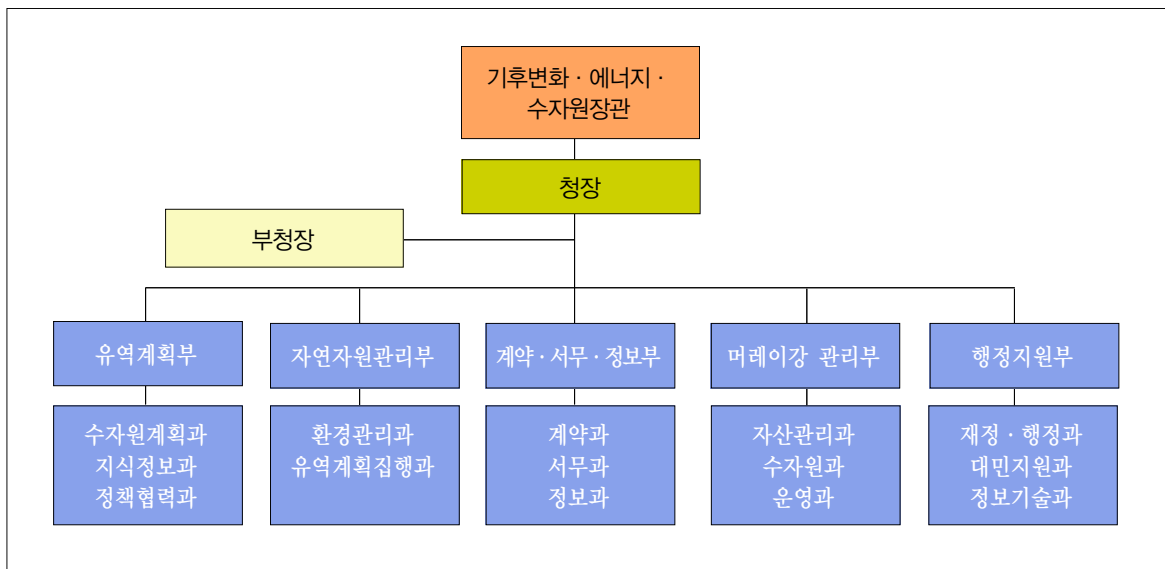 기후변화 · 에너지 ·
수자원장관
청장
부청장
유역계획부
자연자원관리부
계약 · 서무 · 정보부
머레이강 관리부
행정지원부
수자원계획과
지식정보과
정책협력과
환경관리과
유역계획집행과
계약과
서무과
정보과
자산관리과
수자원과
운영과
재정 · 행정과
대민지원과
정보기술과